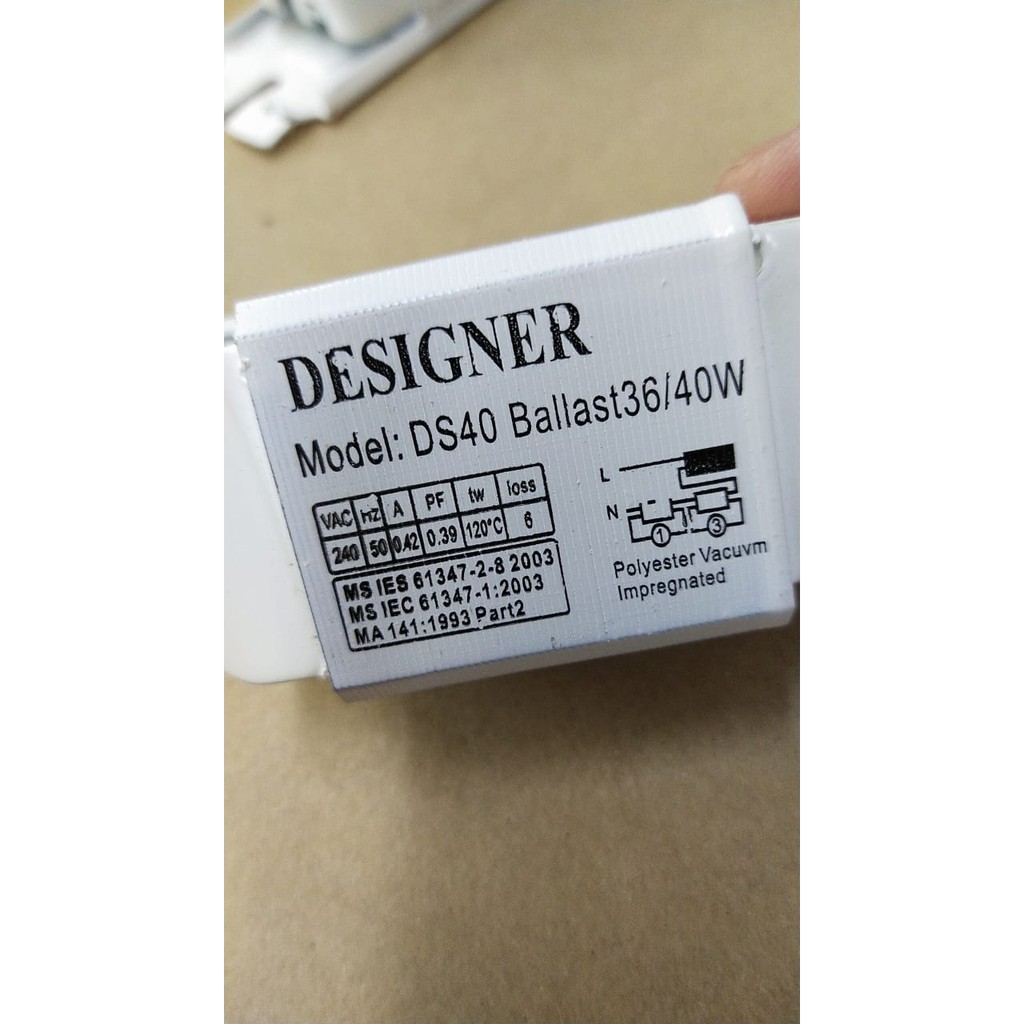 DESIGNER
Model: DS40 Ballast36/40W
VAC Hz A PF tw loss
240 50 0.42 0.39 120°C 6
MS IES 61347-2-8 2003
MS IEC 61347-1:2003
MA 141:1993 Part2
L
N
1 3
Polyester Vacuvm
Impregnated